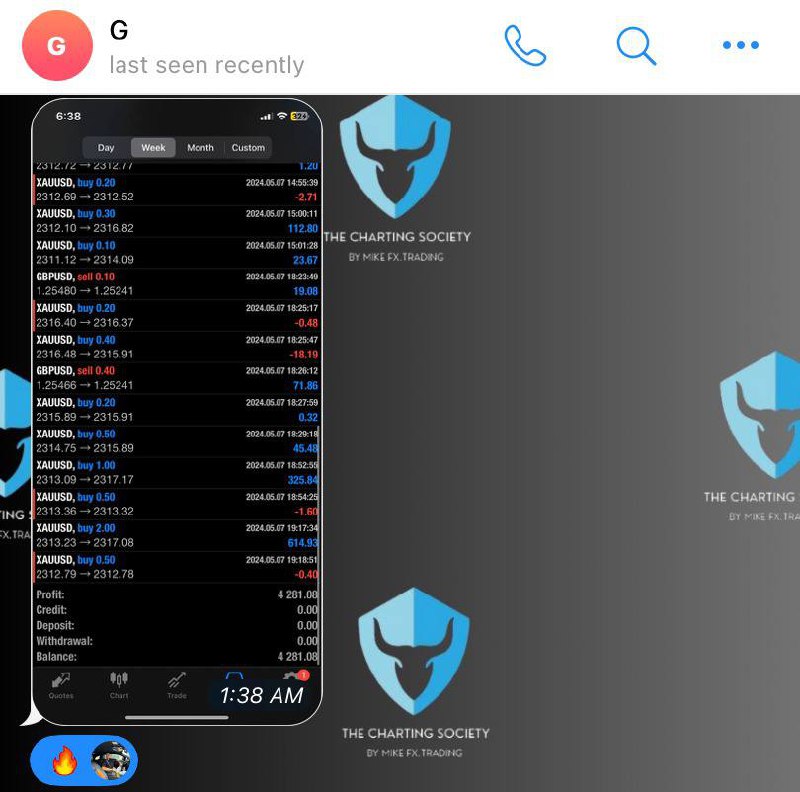 G
G
last seen recently
6:38
Day Week Month Custom
2312.72 → 2312.77 1.20
XAUUSD, buy 0.20 2024.05.07 14:55:39
2312.69 → 2312.52 -2.71
XAUUSD, buy 0.30 2024.05.07 15:00:11
2312.10 → 2316.82 112.80
XAUUSD, buy 0.10 2024.05.07 15:01:28
2311.12 → 2314.09 23.67
GBPUSD, sell 0.10 2024.05.07 18:23:49
1.25480 → 1.25241 19.08
XAUUSD, buy 0.20 2024.05.07 18:25:17
2316.40 → 2316.37 -0.48
XAUUSD, buy 0.40 2024.05.07 18:25:47
2316.48 → 2315.91 -18.19
GBPUSD, sell 0.40 2024.05.07 18:26:12
1.25466 → 1.25241 71.86
XAUUSD, buy 0.20 2024.05.07 18:27:59
2315.89 → 2315.91 0.32
XAUUSD, buy 0.50 2024.05.07 18:29:18
2314.75 → 2315.89 45.48
XAUUSD, buy 1.00 2024.05.07 18:52:55
2313.09 → 2317.17 325.84
XAUUSD, buy 0.50 2024.05.07 18:54:25
2313.36 → 2313.32 -1.60
XAUUSD, buy 2.00 2024.05.07 19:17:34
2313.23 → 2317.08 614.93
XAUUSD, buy 0.50 2024.05.07 19:18:51
2312.79 → 2312.78 -0.40
Profit: 4 281.08
Credit: 0.00
Deposit: 0.00
Withdrawal: 0.00
Balance: 4 281.08
Quotes Chart Trade
1
1:38 AM
THE CHARTING SOCIETY
BY MIKE FX.TRADING
THE CHARTING
BY MIKE FX.TRA
THE CHARTING SOCIETY
BY MIKE FX.TRADING